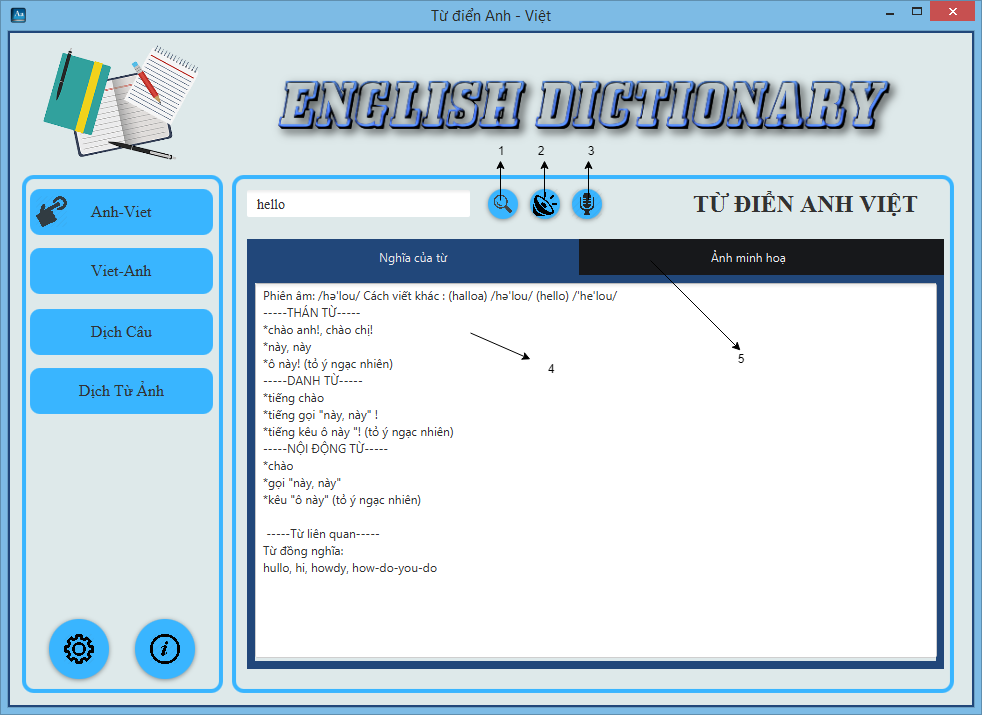 Aa
Từ điển Anh - Việt
ENGLISH DICTIONARY
1
2
3
Anh-Viet
hello
TỪ ĐIỂN ANH VIỆT
Viet-Anh
Dịch Câu
Dịch Từ Ảnh
Nghĩa của từ
Ảnh minh hoạ
Phiên âm: /hə'lou/ Cách viết khác : (halloa) /hə'lou/ (hello) /'he'lou/
-----THÁN TỪ-----
*chào anh!, chào chị!
*này, này
*ô này! (tỏ ý ngạc nhiên)
-----DANH TỪ-----
*tiếng chào
*tiếng gọi "này, này" !
*tiếng kêu ô này "! (tỏ ý ngạc nhiên)
-----NỘI ĐỘNG TỪ-----
*chào
*gọi "này, này"
*kêu "ô này" (tỏ ý ngạc nhiên)
-----Từ liên quan-----
Từ đồng nghĩa:
hullo, hi, howdy, how-do-you-do
4
5
i